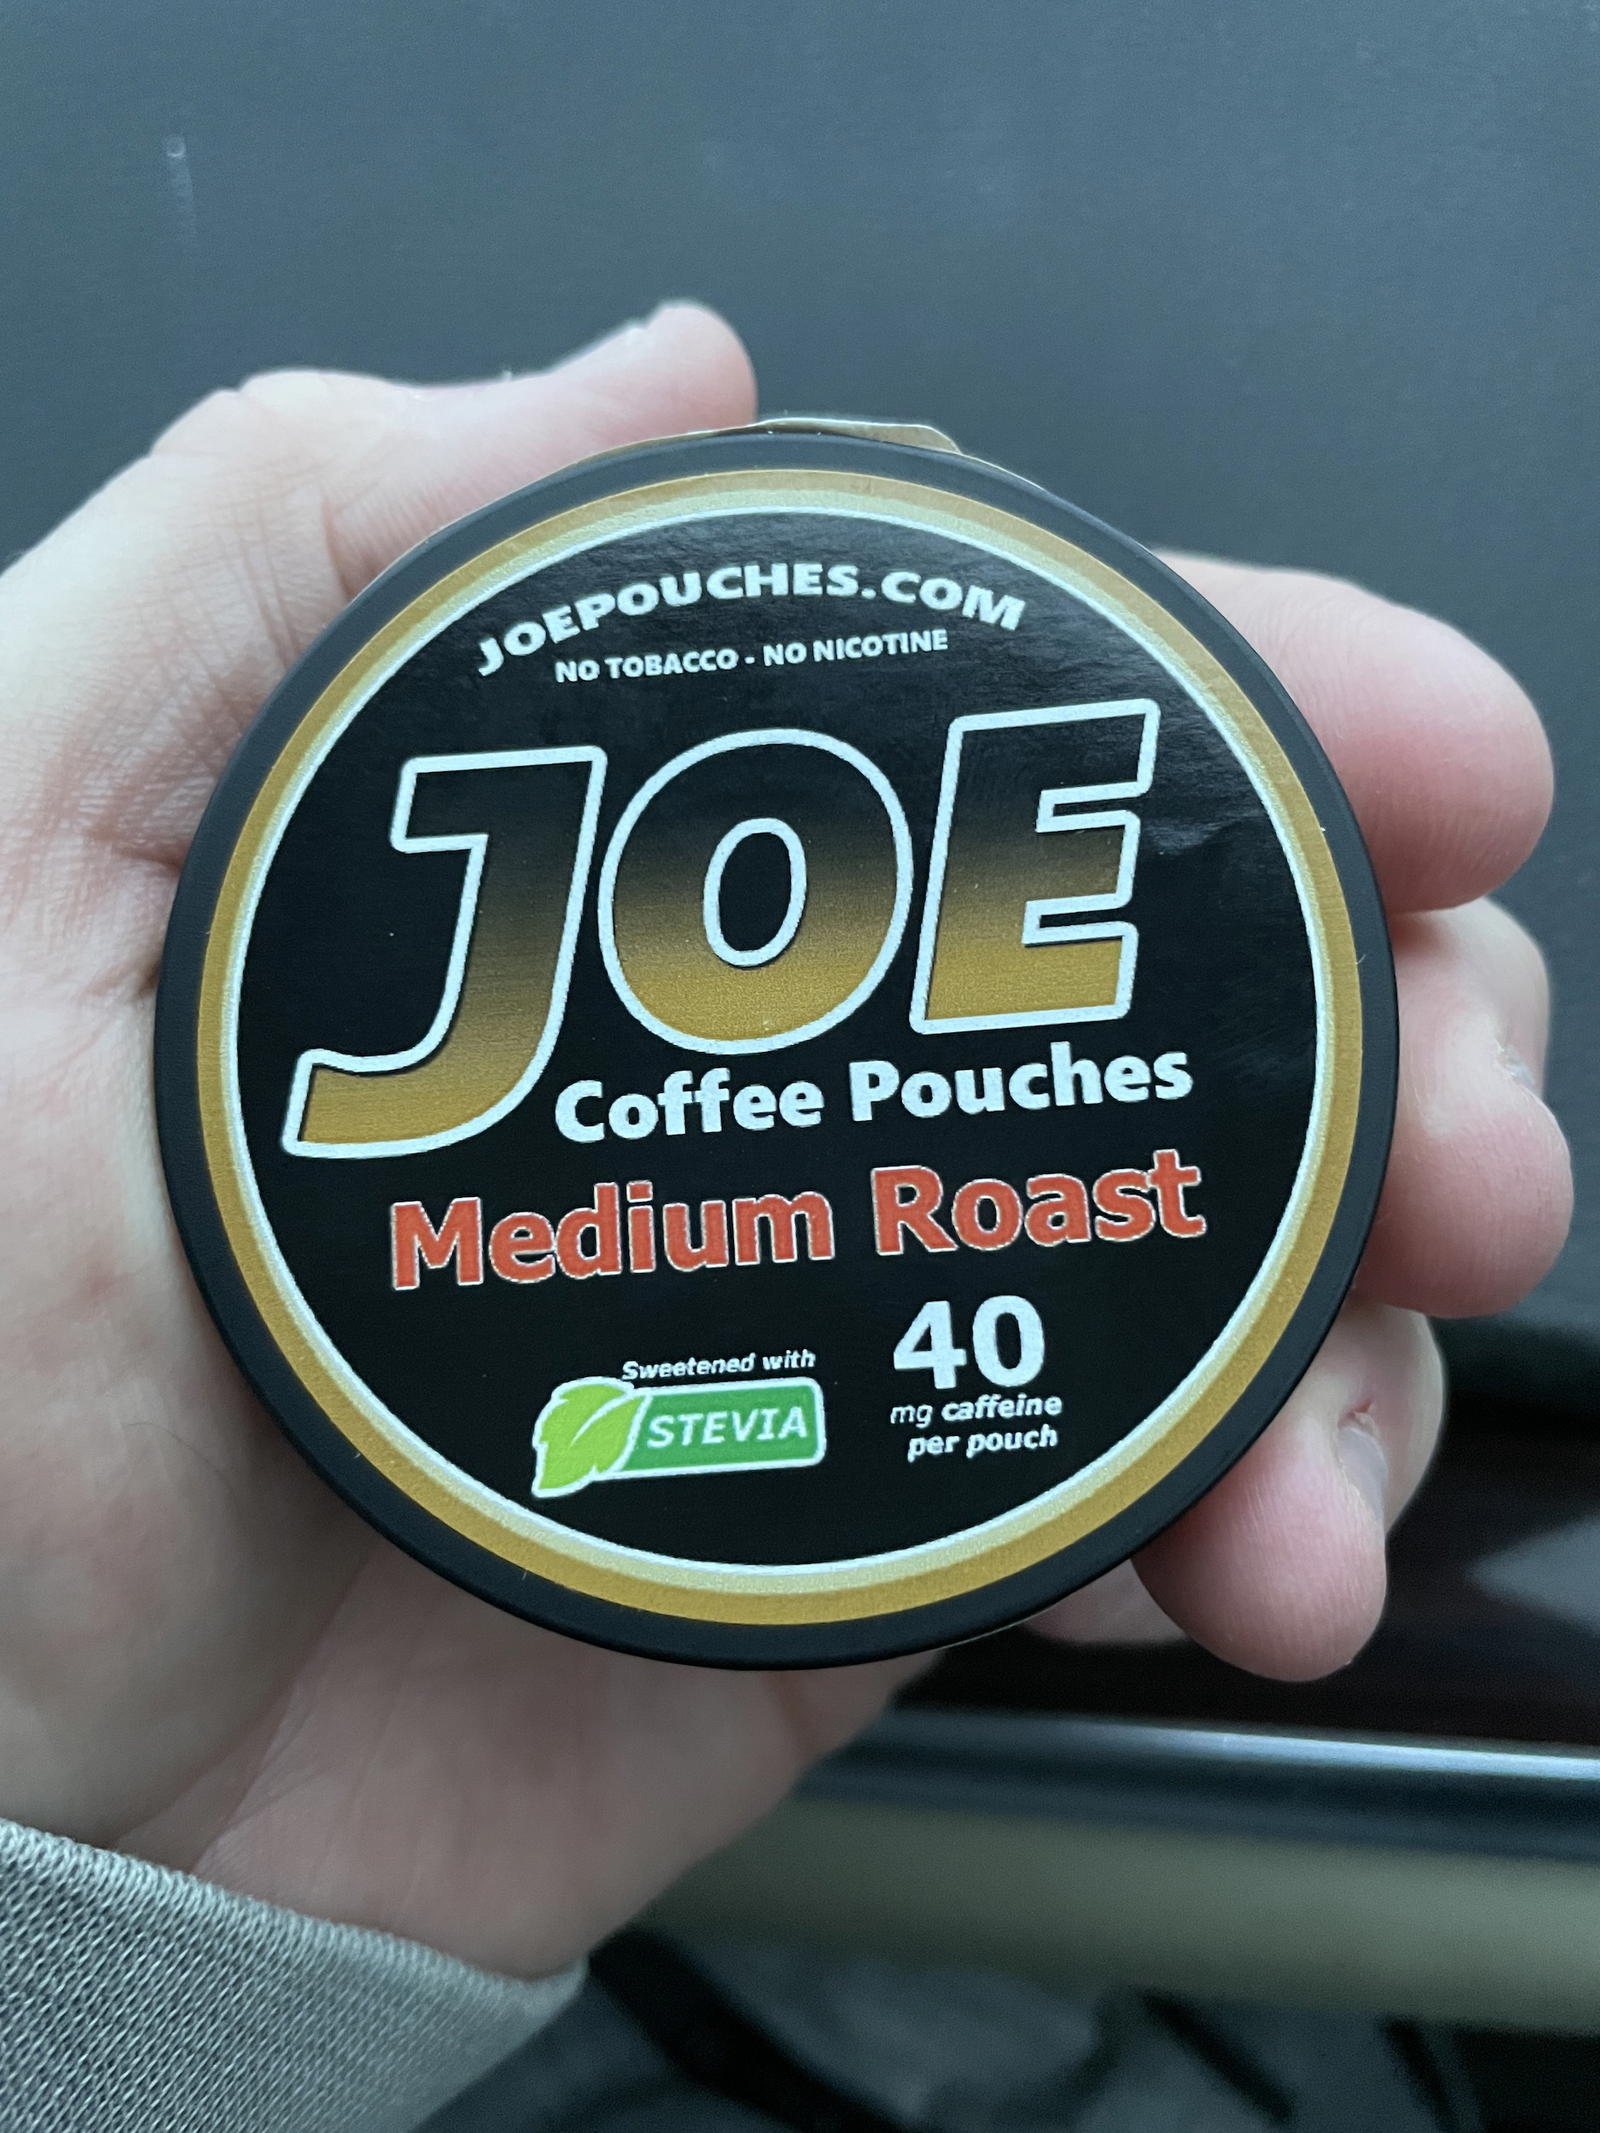 JOEPOUCHES.COM
NO TOBACCO - NO NICOTINE
JOE
Coffee Pouches
Medium Roast
Sweetened with
STEVIA
40
mg caffeine
per pouch